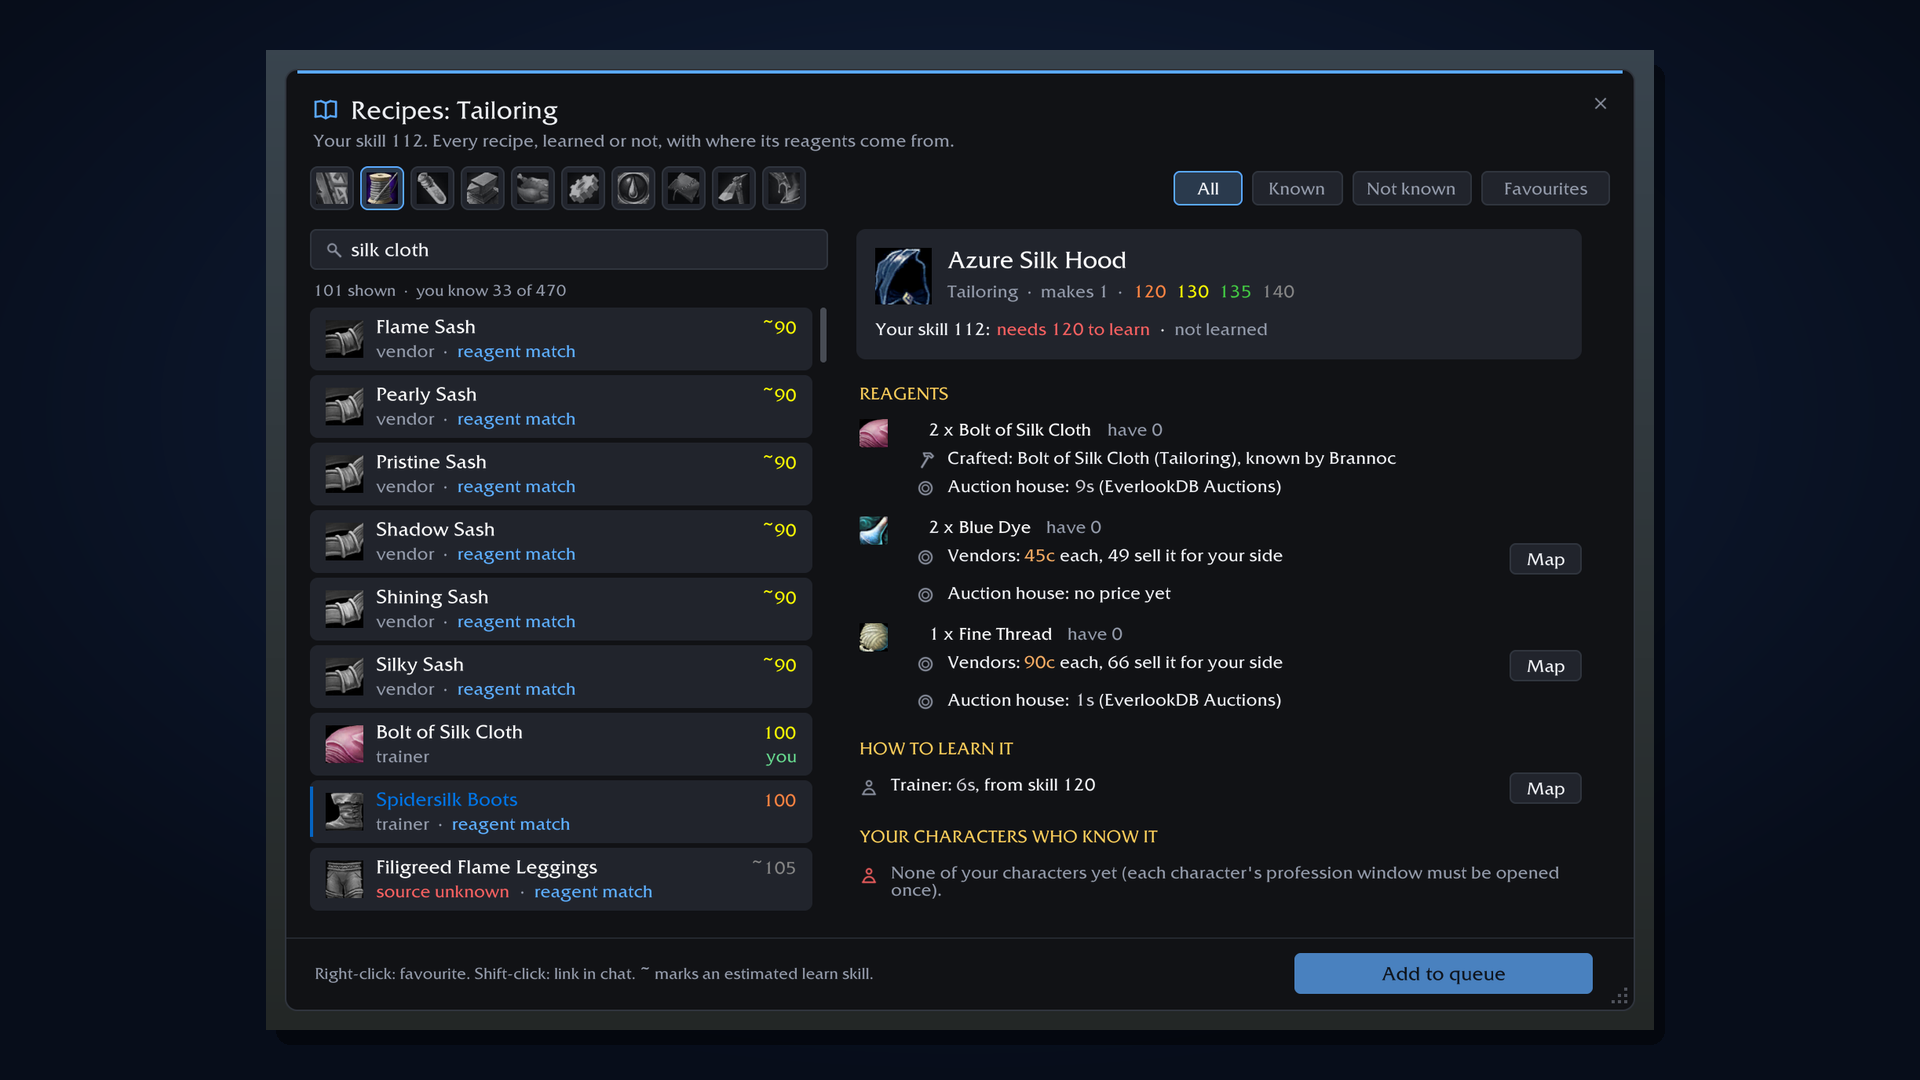 Recipes: Tailoring
Your skill 112. Every recipe, learned or not, with where its reagents come from.
All
Known
Not known
Favourites
silk cloth
101 shown · you know 33 of 470
Flame Sash
~90
vendor · reagent match
Pearly Sash
~90
vendor · reagent match
Pristine Sash
~90
vendor · reagent match
Shadow Sash
~90
vendor · reagent match
Shining Sash
~90
vendor · reagent match
Silky Sash
~90
vendor · reagent match
Bolt of Silk Cloth
100
trainer
you
Spidersilk Boots
100
trainer · reagent match
Filigreed Flame Leggings
~105
source unknown · reagent match
Azure Silk Hood
Tailoring · makes 1 · 120 130 135 140
Your skill 112: needs 120 to learn · not learned
REAGENTS
2 x Bolt of Silk Cloth have 0
Crafted: Bolt of Silk Cloth (Tailoring), known by Brannoc
Auction house: 9s (EverlookDB Auctions)
2 x Blue Dye have 0
Vendors: 45c each, 49 sell it for your side
Map
Auction house: no price yet
1 x Fine Thread have 0
Vendors: 90c each, 66 sell it for your side
Map
Auction house: 1s (EverlookDB Auctions)
HOW TO LEARN IT
Trainer: 6s, from skill 120
Map
YOUR CHARACTERS WHO KNOW IT
None of your characters yet (each character's profession window must be opened
once).
Right-click: favourite. Shift-click: link in chat. ~ marks an estimated learn skill.
Add to queue